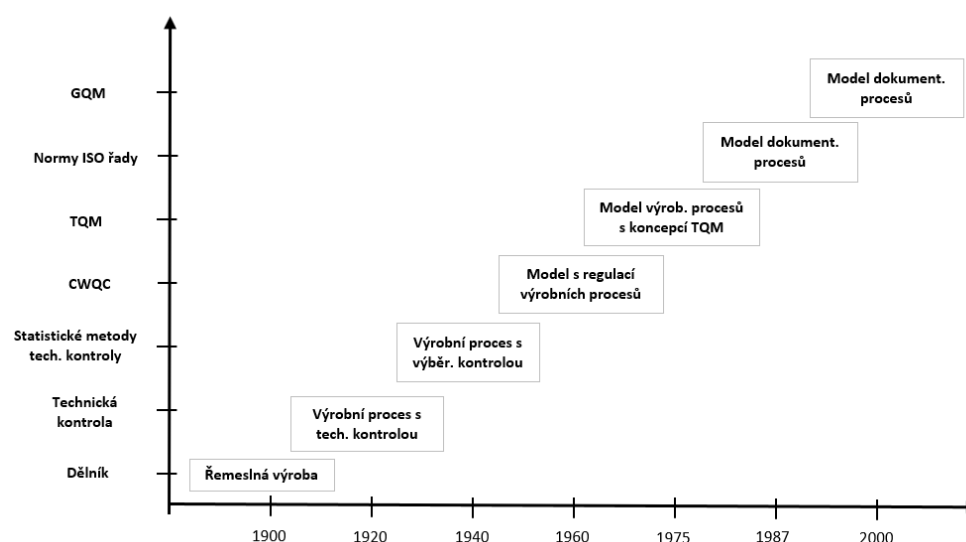 GQM
Model dokument.
procesů
Normy ISO řady
Model dokument.
procesů
TQM
Model výrob. procesů
s koncepcí TQM
CWQC
Model s regulací
výrobních procesů
Statistické metody
tech. kontroly
Výrobní proces s
výběr. kontrolou
Technická
kontrola
Výrobní proces s
tech. kontrolou
Dělník
Řemeslná výroba
1900 1920 1940 1960 1975 1987 2000